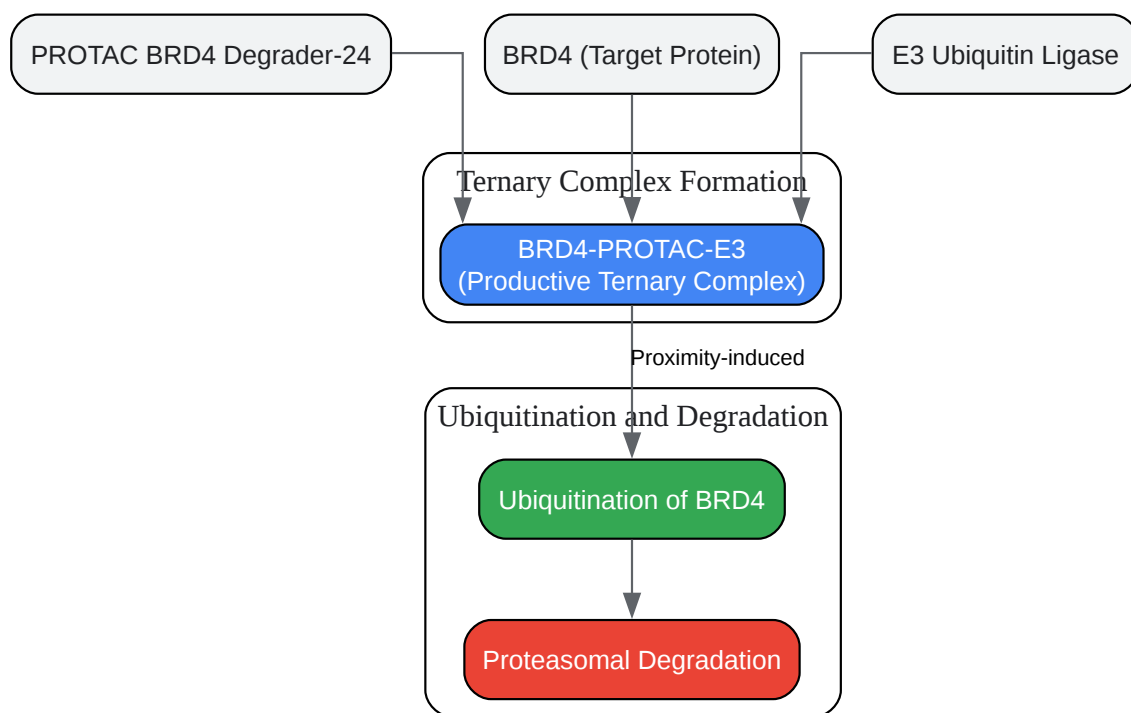 PROTAC BRD4 Degrader-24
BRD4 (Target Protein)
E3 Ubiquitin Ligase
Ternary Complex Formation
BRD4-PROTAC-E3
(Productive Ternary Complex)
Proximity-induced
Ubiquitination and Degradation
Ubiquitination of BRD4
Proteasomal Degradation